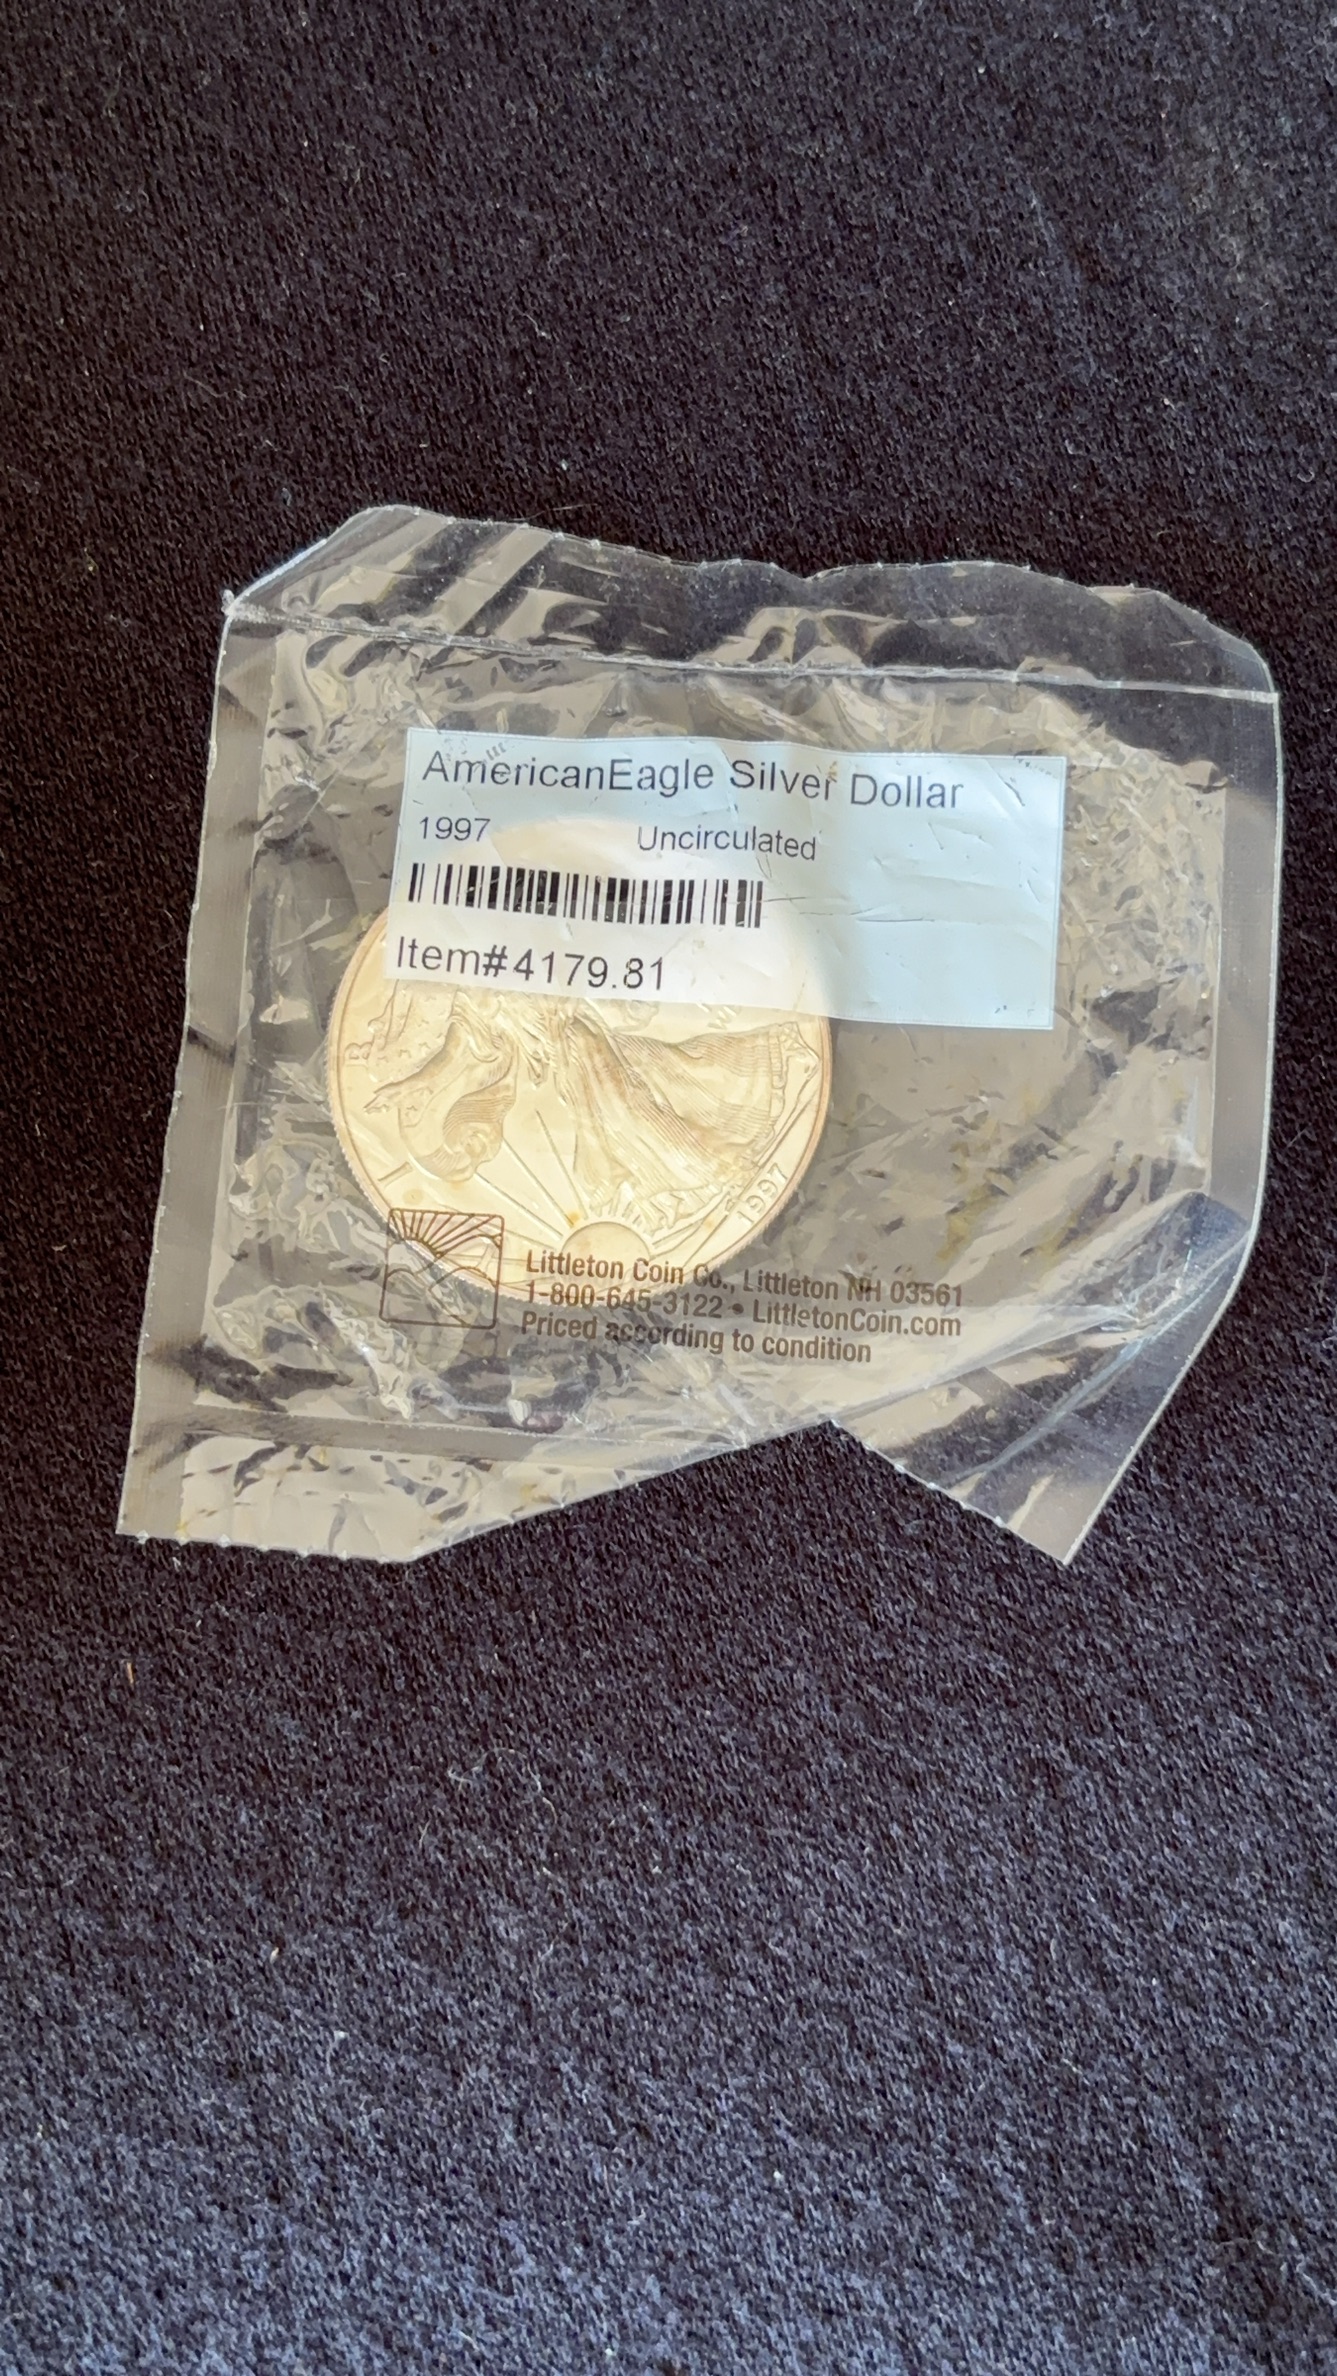 AmericanEagle Silver Dollar
1997 Uncirculated
Item#4179.81
1997
Littleton Coin Co., Littleton NH 03561
1-800-645-3122 • LittletonCoin.com
Priced according to condition